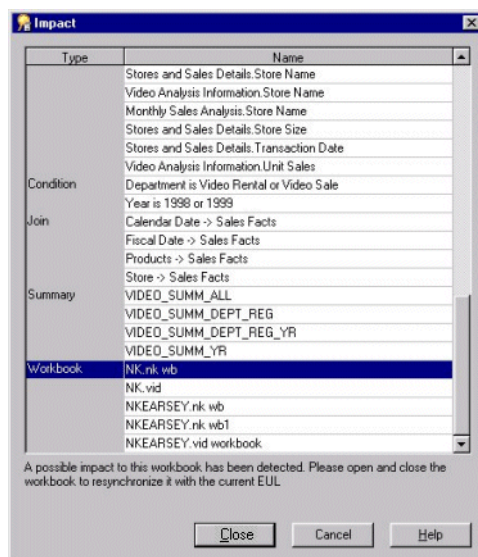 Impact
Type Name
Stores and Sales Details.Store Name
Video Analysis Information.Store Name
Monthly Sales Analysis.Store Name
Stores and Sales Details.Store Size
Stores and Sales Details.Transaction Date
Video Analysis Information.Unit Sales
Condition Department is Video Rental or Video Sale
Year is 1998 or 1999
Join Calendar Date -> Sales Facts
Fiscal Date -> Sales Facts
Products -> Sales Facts
Store -> Sales Facts
Summary VIDEO_SUMM_ALL
VIDEO_SUMM_DEPT_REG
VIDEO_SUMM_DEPT_REG_YR
VIDEO_SUMM_YR
Workbook NK.nk wb
NK.vid
NKEARSEY.nk wb
NKEARSEY.nk wb1
NKEARSEY.vid workbook
A possible impact to this workbook has been detected. Please open and close the
workbook to resynchronize it with the current EUL
Close Cancel Help